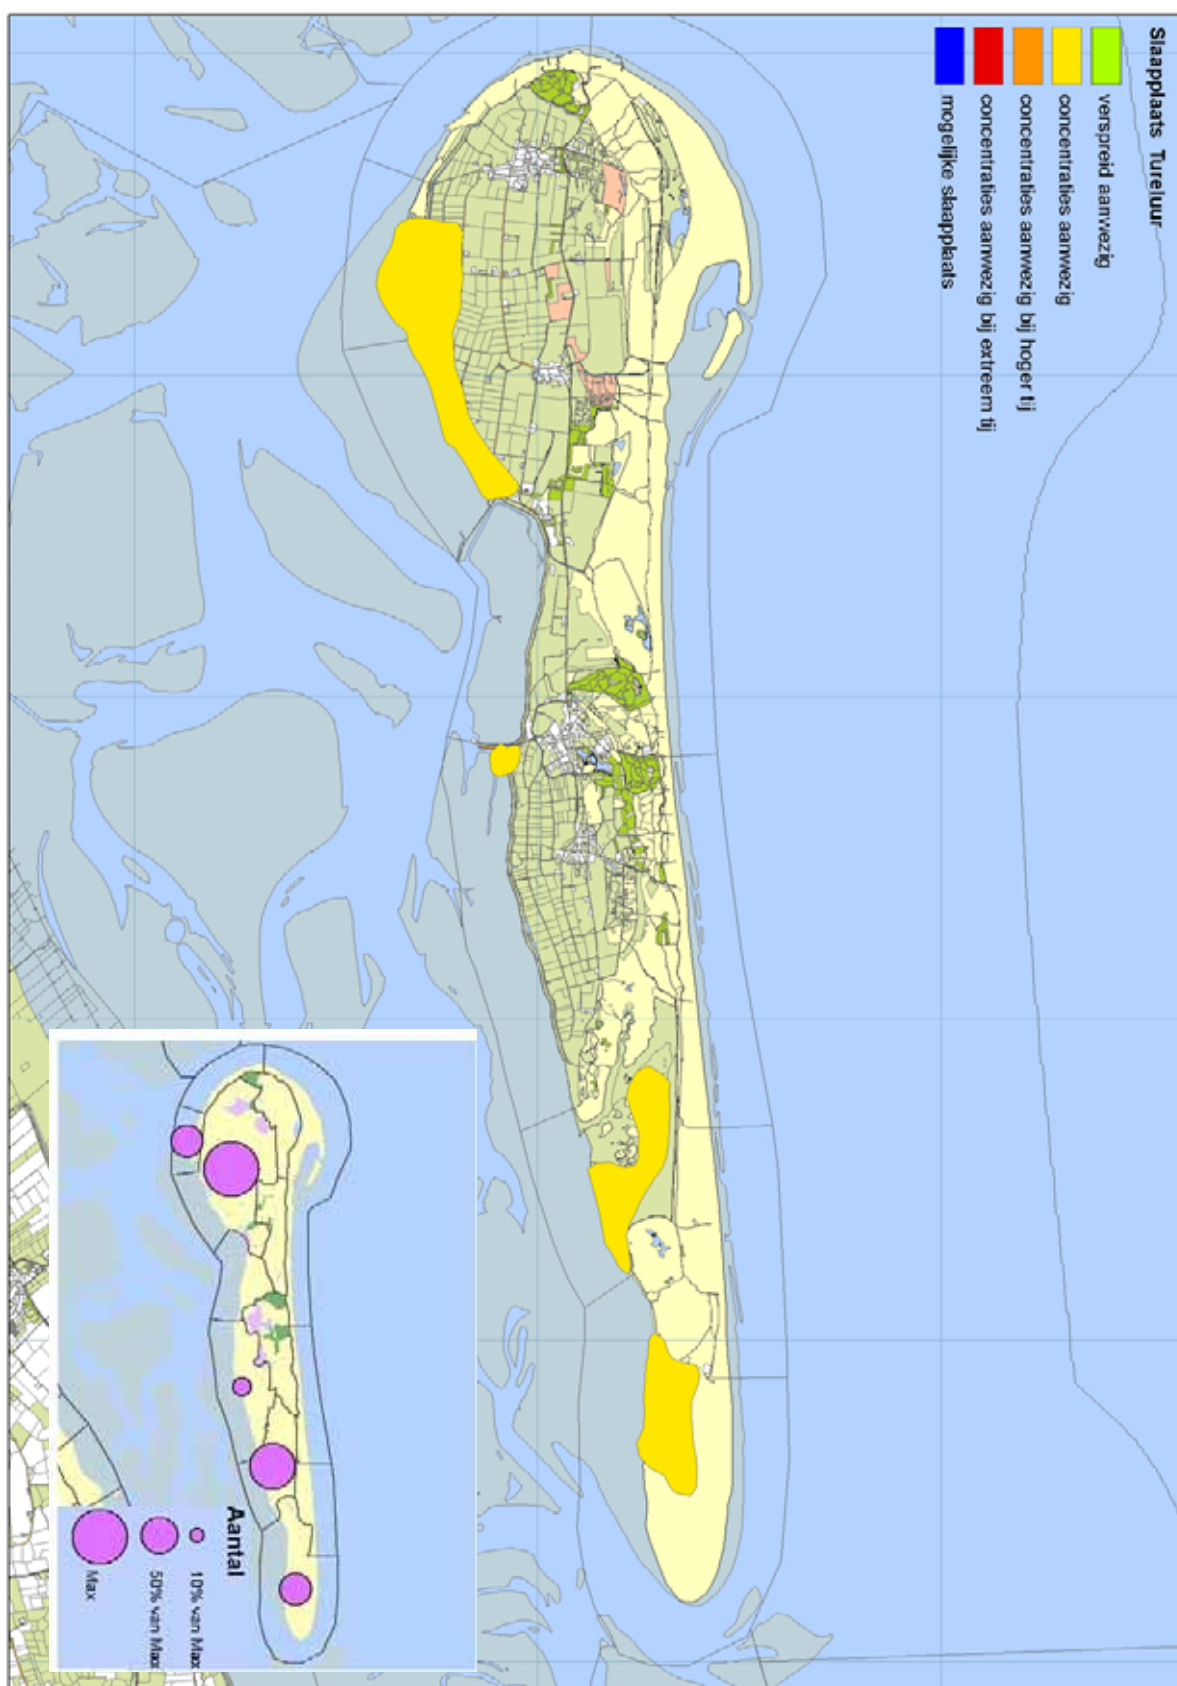 Slaapplaats Tureluur
verspreid aanwezig
concentraties aanwezig
concentraties aanwezig bij hoger tij
concentraties aanwezig bij extreem tij
mogelijke slaapplaats
Aantal
10% van Max
50% van Max
Max